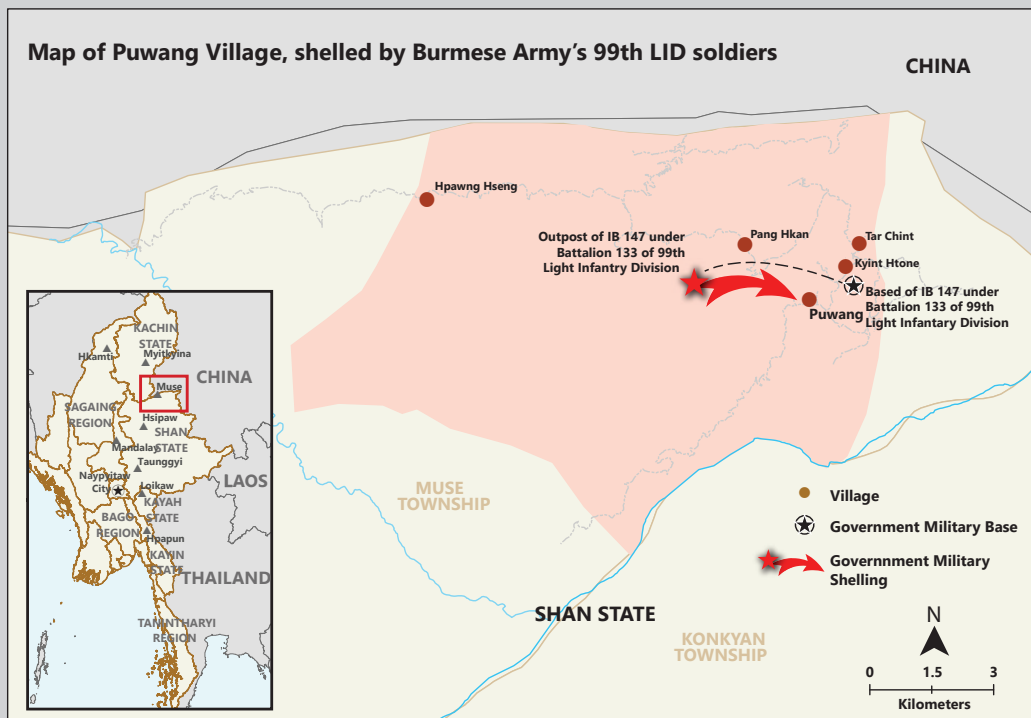 Map of Puwang Village, shelled by Burmese Army's 99th LID soldiers
CHINA
Hpawng Hseng
Outpost of IB 147 under
Battalion 133 of 99th
Light Infantry Division
Pang Hkan
Tar Chint
Kyint Htone
Puwang
Based of IB 147 under
Battalion 133 of 99th
Light Infantary Division
MUSE
TOWNSHIP
SHAN STATE
KONKYAN
TOWNSHIP
Village
Government Military Base
Governnment Military
Shelling
N
0 1.5 3
Kilometers
KACHIN
STATE
Hkamti
Myitkyina
CHINA
Muse
SAGAING
REGION
Hsipaw
SHAN
STATE
Mandalay
Taunggyi
Naypyitaw
City
Loikaw
LAOS
KAYAH
STATE
BAGO
REGION
Hpapun
KAYIN
STATE
THAILAND
TANINTHARYI
REGION